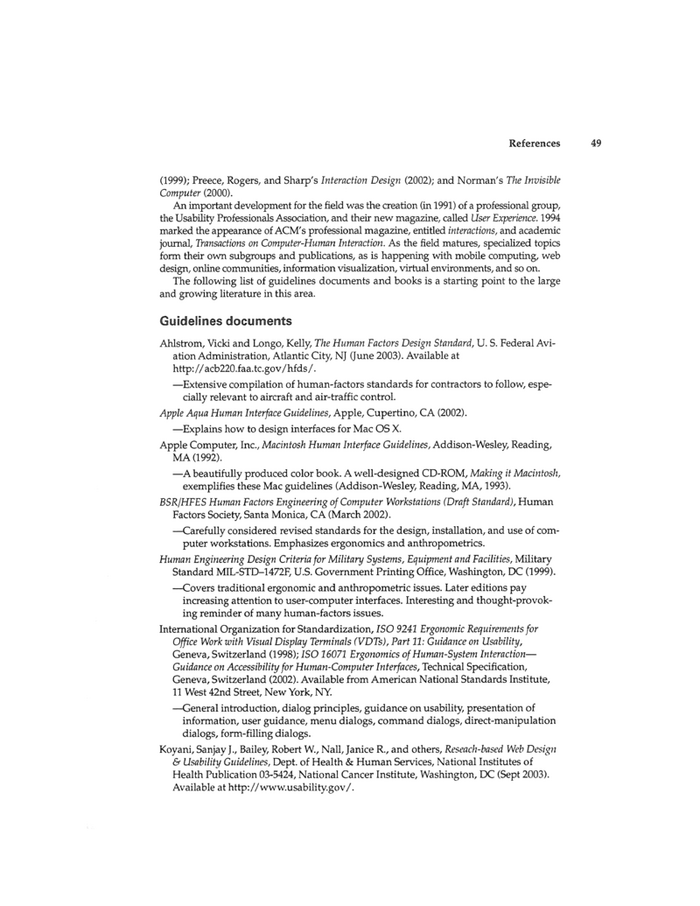 References 49
(1999); Preece, Rogers, and Sharp's Interaction Design (2002); and Norman's The Invisible
Computer (2000).
An important development for the field was the creation (in 1991) of a professional group,
the Usability Professionals Association, and their new magazine, called User Experience. 1994
marked the appearance of ACM's professional magazine, entitled interactions, and academic
journal, Transactions on Computer-Human Interaction. As the field matures, specialized topics
form their own subgroups and publications, as is happening with mobile computing, web
design, online communities, information visualization, virtual environments, and so on.
The following list of guidelines documents and books is a starting point to the large
and growing literature in this area.
Guidelines documents
Ahlstrom, Vicki and Longo, Kelly, The Human Factors Design Standard, U. S. Federal Avi-
ation Administration, Atlantic City, NJ (June 2003). Available at
http://acb220.faa.tc.gov/hfds/.
—Extensive compilation of human-factors standards for contractors to follow, espe-
cially relevant to aircraft and air-traffic control.
Apple Aqua Human Interface Guidelines, Apple, Cupertino, CA (2002).
—Explains how to design interfaces for Mac OS X.
Apple Computer, Inc., Macintosh Human Interface Guidelines, Addison-Wesley, Reading,
MA (1992).
—A beautifully produced color book. A well-designed CD-ROM, Making it Macintosh,
exemplifies these Mac guidelines (Addison-Wesley, Reading, MA, 1993).
BSR/HFES Human Factors Engineering of Computer Workstations (Draft Standard), Human
Factors Society, Santa Monica, CA (March 2002).
—Carefully considered revised standards for the design, installation, and use of com-
puter workstations. Emphasizes ergonomics and anthropometrics.
Human Engineering Design Criteria for Military Systems, Equipment and Facilities, Military
Standard MIL-STD–1472F, U.S. Government Printing Office, Washington, DC (1999).
—Covers traditional ergonomic and anthropometric issues. Later editions pay
increasing attention to user-computer interfaces. Interesting and thought-provok-
ing reminder of many human-factors issues.
International Organization for Standardization, ISO 9241 Ergonomic Requirements for
Office Work with Visual Display Terminals (VDTs), Part 11: Guidance on Usability,
Geneva, Switzerland (1998); ISO 16071 Ergonomics of Human-System Interaction—
Guidance on Accessibility for Human-Computer Interfaces, Technical Specification,
Geneva, Switzerland (2002). Available from American National Standards Institute,
11 West 42nd Street, New York, NY.
—General introduction, dialog principles, guidance on usability, presentation of
information, user guidance, menu dialogs, command dialogs, direct-manipulation
dialogs, form-filling dialogs.
Koyani, Sanjay J., Bailey, Robert W., Nall, Janice R., and others, Reseach-based Web Design
& Usability Guidelines, Dept. of Health & Human Services, National Institutes of
Health Publication 03-5424, National Cancer Institute, Washington, DC (Sept 2003).
Available at http://www.usability.gov/.